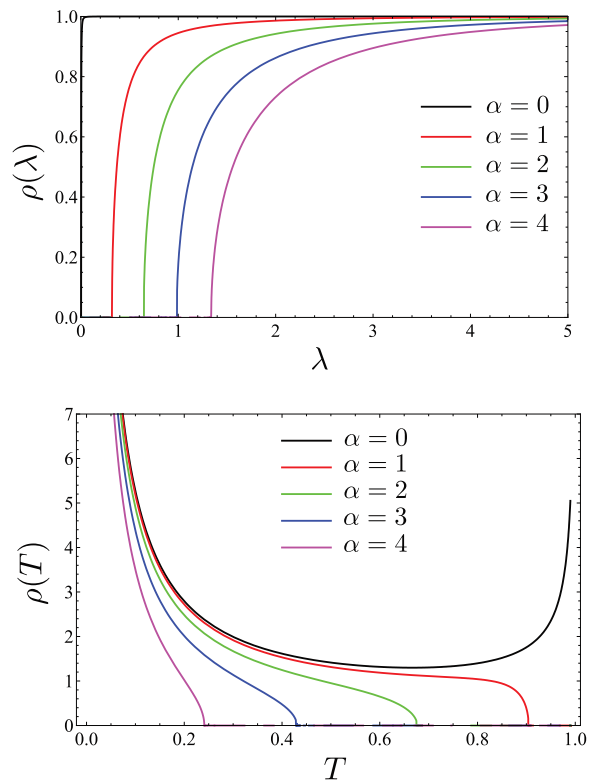 1.0
0.8
0.6
0.4
0.2
0.0
ρ(λ)
α = 0
α = 1
α = 2
α = 3
α = 4
0 1 2 3 4 5
λ
7
6
5
4
3
2
1
0
ρ(T)
α = 0
α = 1
α = 2
α = 3
α = 4
0.0 0.2 0.4 0.6 0.8 1.0
T